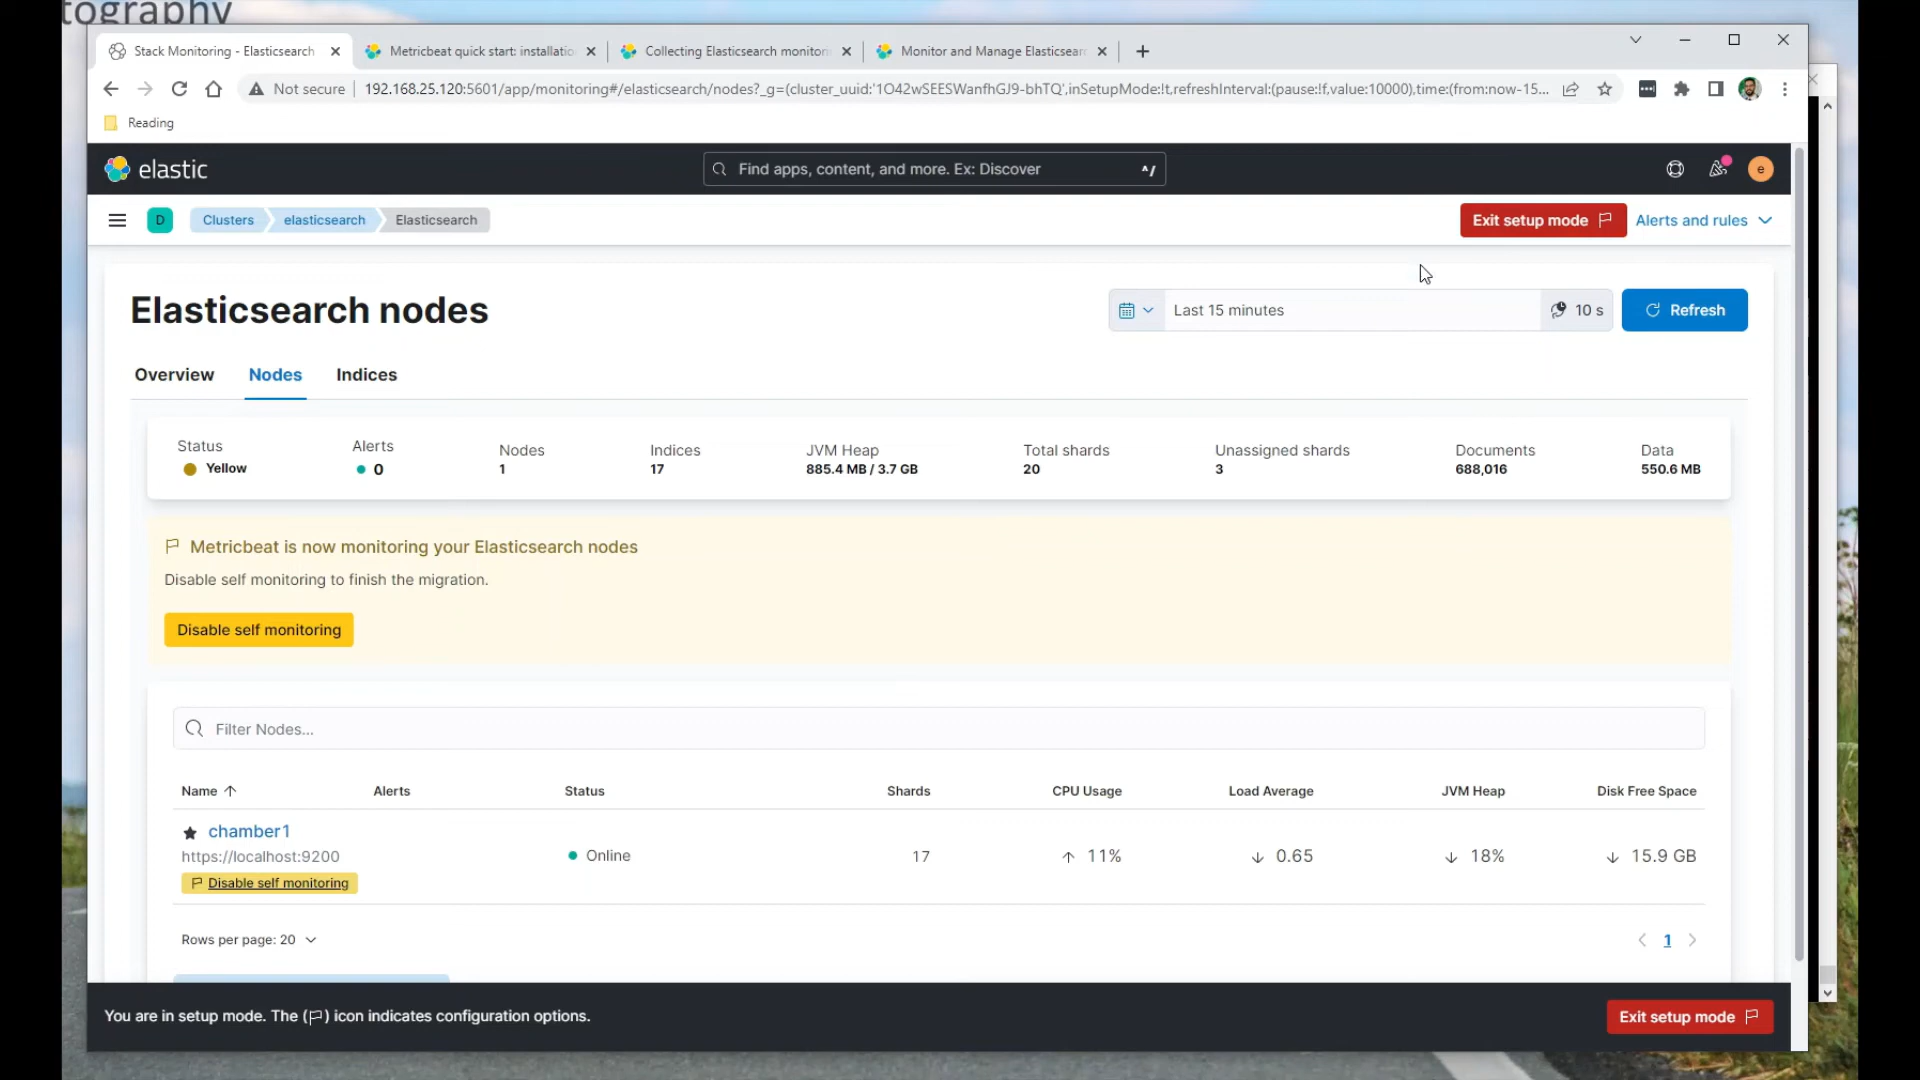 tography
Stack Monitoring - Elasticsearch
Metricbeat quick start: installatio
Collecting Elasticsearch monitori
Monitor and Manage Elasticsear
Not secure
192.168.25.120:5601/app/monitoring#/elasticsearch/nodes?_g=(cluster_uuid:'1O42wSEESWanfhGJ9-bhTQ',inSetupMode:!t,refreshInterval:(pause:!f,value:10000),time:(from:now-15...
Reading
elastic
Find apps, content, and more. Ex: Discover
^/
e
D
Clusters
elasticsearch
Elasticsearch
Exit setup mode
Alerts and rules
Elasticsearch nodes
Last 15 minutes
10 s
Refresh
Overview
Nodes
Indices
Status
Alerts
Nodes
Indices
JVM Heap
Total shards
Unassigned shards
Documents
Data
Yellow
0
1
17
885.4 MB / 3.7 GB
20
3
688,016
550.6 MB
Metricbeat is now monitoring your Elasticsearch nodes
Disable self monitoring to finish the migration.
Disable self monitoring
Filter Nodes...
Name
Alerts
Status
Shards
CPU Usage
Load Average
JVM Heap
Disk Free Space
chamber1
https://localhost:9200
Disable self monitoring
Online
17
11%
0.65
18%
15.9 GB
Rows per page: 20
1
You are in setup mode. The ( ) icon indicates configuration options.
Exit setup mode